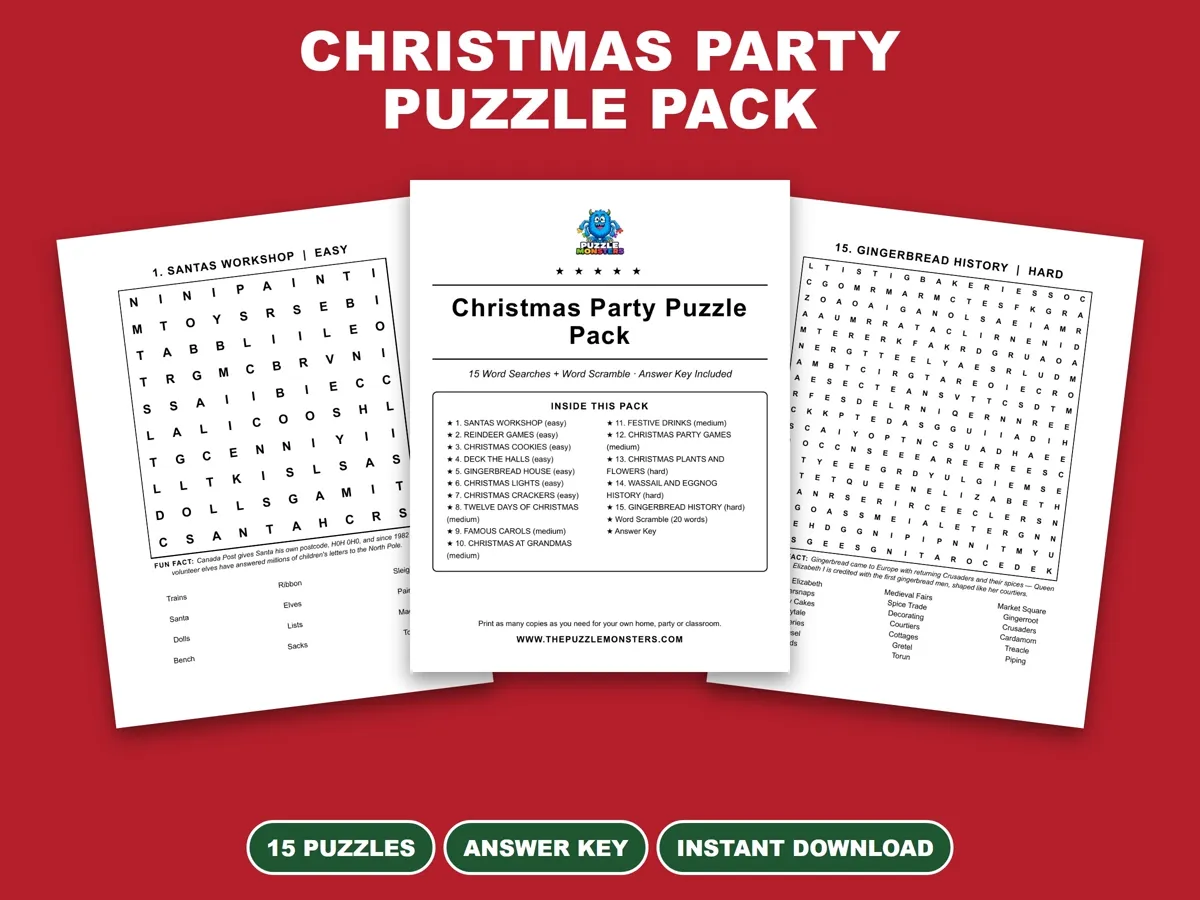 CHRISTMAS PARTY
PUZZLE PACK
1. SANTAS WORKSHOP | EASY
N I N I P A I N T I
M T O Y S R S E B I
T A B B L I I L E O
T R G M C B R V N I
S S A I I B I E C C
L A L I C O O S H L
T G C E N N I Y I I
L L T K I S L S A S
D O L L S G A M I T
C S A N T A H C R S
FUN FACT: Canada Post gives Santa his own postcode, H0H 0H0, and since 1982
volunteer elves have answered millions of children's letters to the North Pole.
Trains
Ribbon
Santa
Elves
Dolls
Lists
Bench
Sacks
PUZZLE
MONSTERS
★ ★ ★ ★ ★
Christmas Party Puzzle
Pack
15 Word Searches + Word Scramble · Answer Key Included
INSIDE THIS PACK
★ 1. SANTAS WORKSHOP (easy)
★ 2. REINDEER GAMES (easy)
★ 3. CHRISTMAS COOKIES (easy)
★ 4. DECK THE HALLS (easy)
★ 5. GINGERBREAD HOUSE (easy)
★ 6. CHRISTMAS LIGHTS (easy)
★ 7. CHRISTMAS CRACKERS (easy)
★ 8. TWELVE DAYS OF CHRISTMAS
(medium)
★ 9. FAMOUS CAROLS (medium)
★ 10. CHRISTMAS AT GRANDMAS
(medium)
★ 11. FESTIVE DRINKS (medium)
★ 12. CHRISTMAS PARTY GAMES
(medium)
★ 13. CHRISTMAS PLANTS AND
FLOWERS (hard)
★ 14. WASSAIL AND EGGNOG
HISTORY (hard)
★ 15. GINGERBREAD HISTORY (hard)
★ Word Scramble (20 words)
★ Answer Key
Print as many copies as you need for your own home, party or classroom.
WWW.THEPUZZLEMONSTERS.COM
15. GINGERBREAD HISTORY | HARD
L T I S T I G B A K E R I E S S O C
C G O M R M A R M C T E S F K G R A
Z O A O A I G A N O L S A E I A M R
A A U M R R A T A C L I R N E N I D
M T E R E R K F A K R D G R U A O A
N E R G T T E E L Y A E S R L U D M
A M B T C I R G T A R E O I E C R O
A E S E C T E A N S V T T C S D T M
R F E S D E L R N I Q E R N N R E E
C K K P T E D A S G G U I I A D I H
S C A I Y O P T N C S U A D H A E E
O C C N S E E E A R E E R E E S C
T Y E E E G R D Y U L G I E M S E
T E T Q U E E N E L I Z A B E T H
A N R S E R I R C E E C L E R S N
G O A S S M E I A L E T E R G N N
E H D G G N I P I P N N I T M Y U
S G E E S G N I T A R O C E D E K
FACT: Gingerbread came to Europe with returning Crusaders and their spices — Queen
Elizabeth I is credited with the first gingerbread men, shaped like her courtiers.
Elizabeth
Medieval Fairs
Market Square
Spice Trade
Gingerroot
Cakes
Decorating
Crusaders
Courtiers
Cardamom
Cottages
Treacle
Gretel
Piping
Torun
15 PUZZLES
ANSWER KEY
INSTANT DOWNLOAD